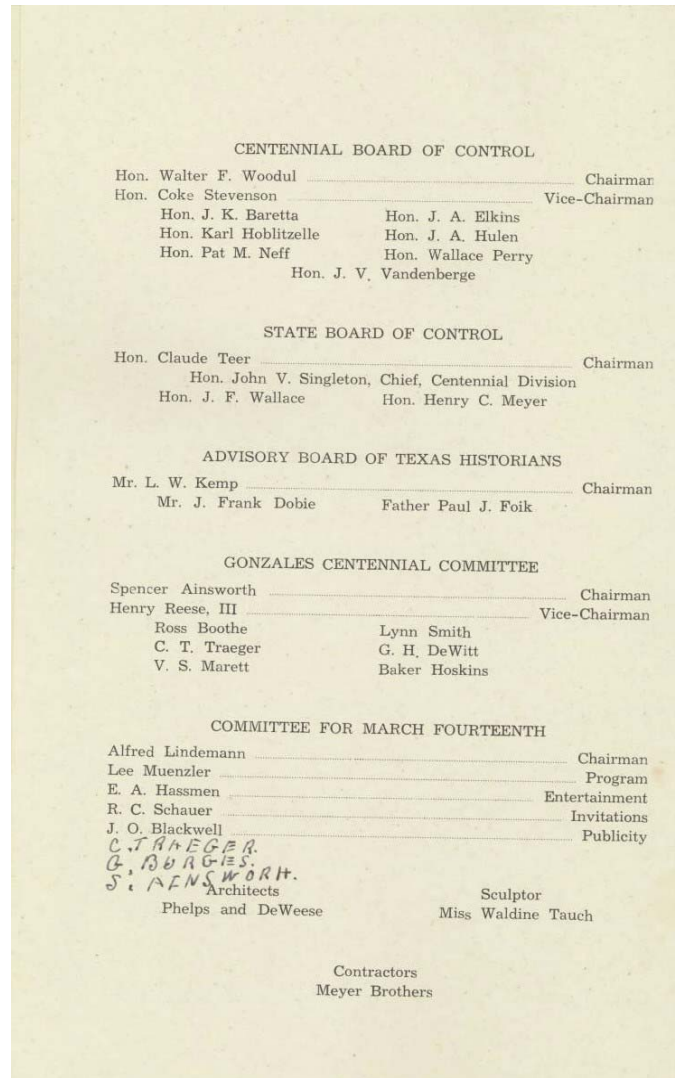 CENTENNIAL BOARD OF CONTROL
Hon. Walter F. Woodul Chairman
Hon. Coke Stevenson Vice-Chairman
Hon. J. K. Baretta Hon. J. A. Elkins
Hon. Karl Hoblitzelle Hon. J. A. Hulen
Hon. Pat M. Neff Hon. Wallace Perry
Hon. J. V. Vandenberge
STATE BOARD OF CONTROL
Hon. Claude Teer Chairman
Hon. John V. Singleton, Chief, Centennial Division
Hon. J. F. Wallace Hon. Henry C. Meyer
ADVISORY BOARD OF TEXAS HISTORIANS
Mr. L. W. Kemp Chairman
Mr. J. Frank Dobie Father Paul J. Foik
GONZALES CENTENNIAL COMMITTEE
Spencer Ainsworth Chairman
Henry Reese, III Vice-Chairman
Ross Boothe Lynn Smith
C. T. Traeger G. H. DeWitt
V. S. Marett Baker Hoskins
COMMITTEE FOR MARCH FOURTEENTH
Alfred Lindemann Chairman
Lee Muenzler Program
E. A. Hassmen Entertainment
R. C. Schauer Invitations
J. O. Blackwell Publicity
C. TRAEGER.
G. BURGIES.
S. AINSWORH.
Architects Sculptor
Phelps and DeWeese Miss Waldine Tauch
Contractors
Meyer Brothers